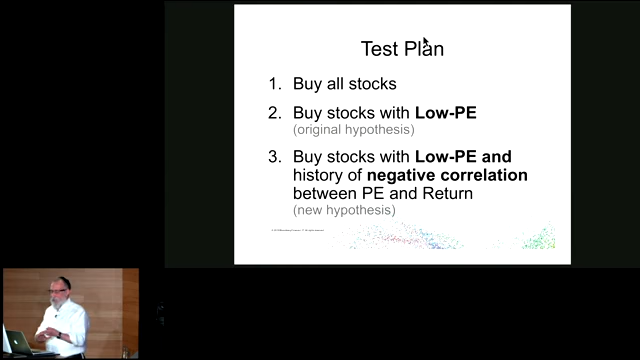 Test Plan
1. Buy all stocks
2. Buy stocks with Low-PE
(original hypothesis)
3. Buy stocks with Low-PE and
history of negative correlation
between PE and Return
(new hypothesis)